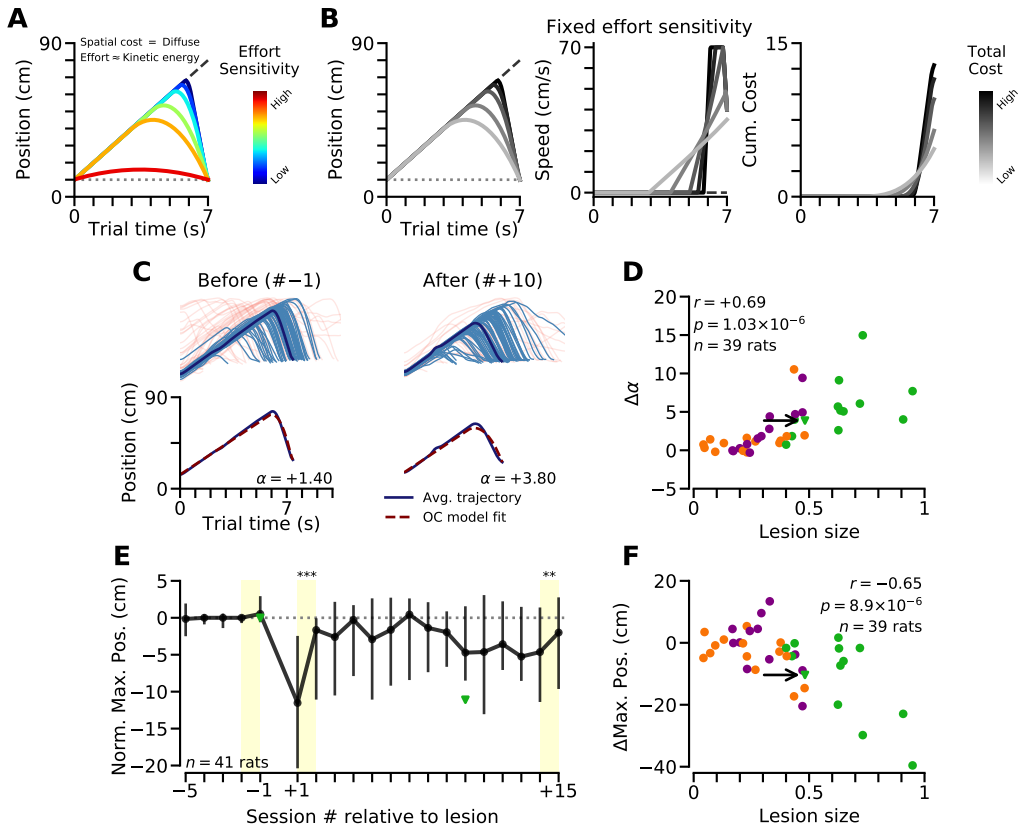 A
Spatial cost = Diffuse
Effort ≈ Kinetic energy
Effort
Sensitivity
High
Low
Position (cm)
90
0
0
7
Trial time (s)
B
Fixed effort sensitivity
Position (cm)
90
0
0
7
Trial time (s)
Speed (cm/s)
70
0
0
7
Cum. Cost
15
0
0
7
Total
Cost
High
Low
C
Before (#−1)
After (#+10)
Position (cm)
90
0
α = +1.40
α = +3.80
0
7
Trial time (s)
Avg. trajectory
OC model fit
D
r = +0.69
p = 1.03×10⁻⁶
n = 39 rats
Δα
20
15
10
5
0
−5
0
0.5
1
Lesion size
E
***
**
Norm. Max. Pos. (cm)
5
0
−5
−10
−15
−20
n = 41 rats
−5
−1
+1
+15
Session # relative to lesion
F
r = −0.65
p = 8.9×10⁻⁶
n = 39 rats
ΔMax. Pos. (cm)
20
0
−20
−40
0
0.5
1
Lesion size